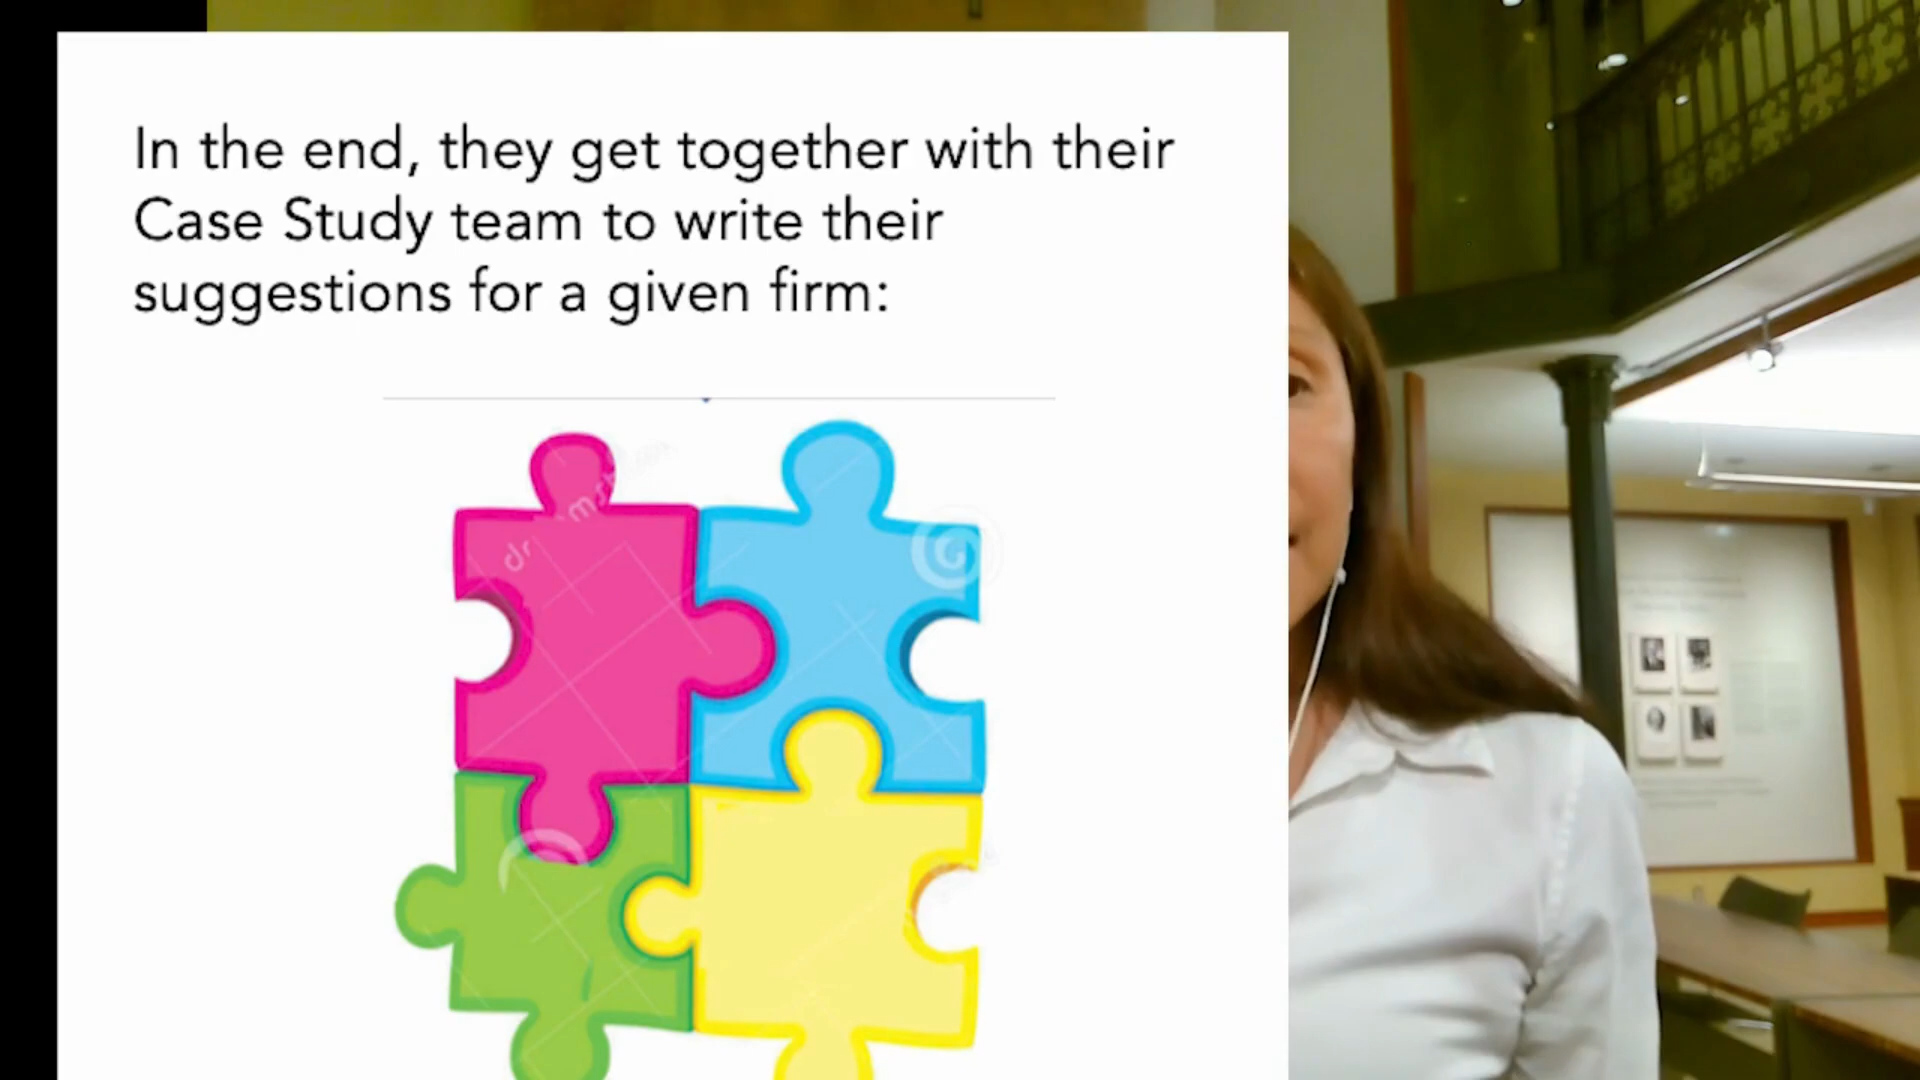 In the end, they get together with their
Case Study team to write their
suggestions for a given firm: